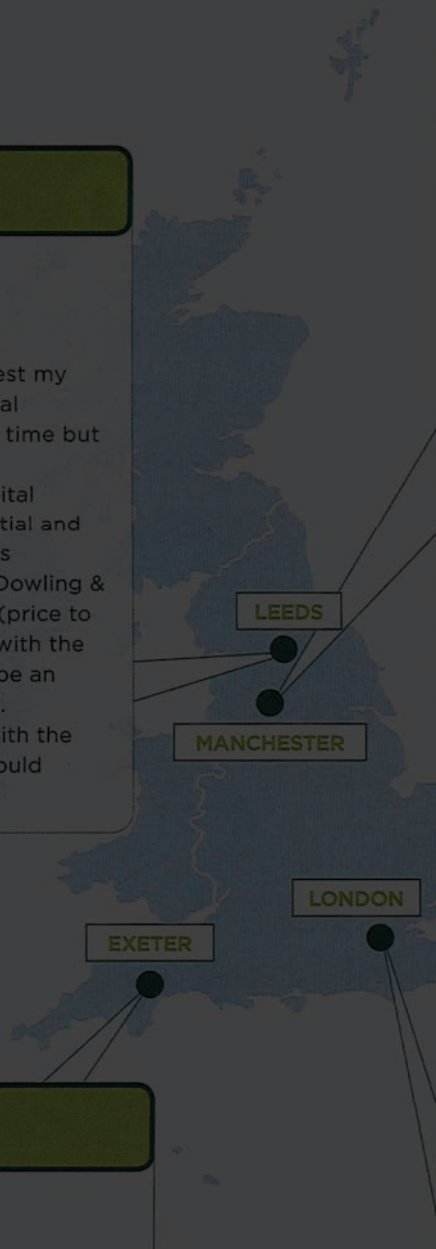 est my
al
time but
ital
tial and
s
Dowling &
(price to
with the
be an
.
ith the
ould
LEEDS
MANCHESTER
LONDON
EXETER